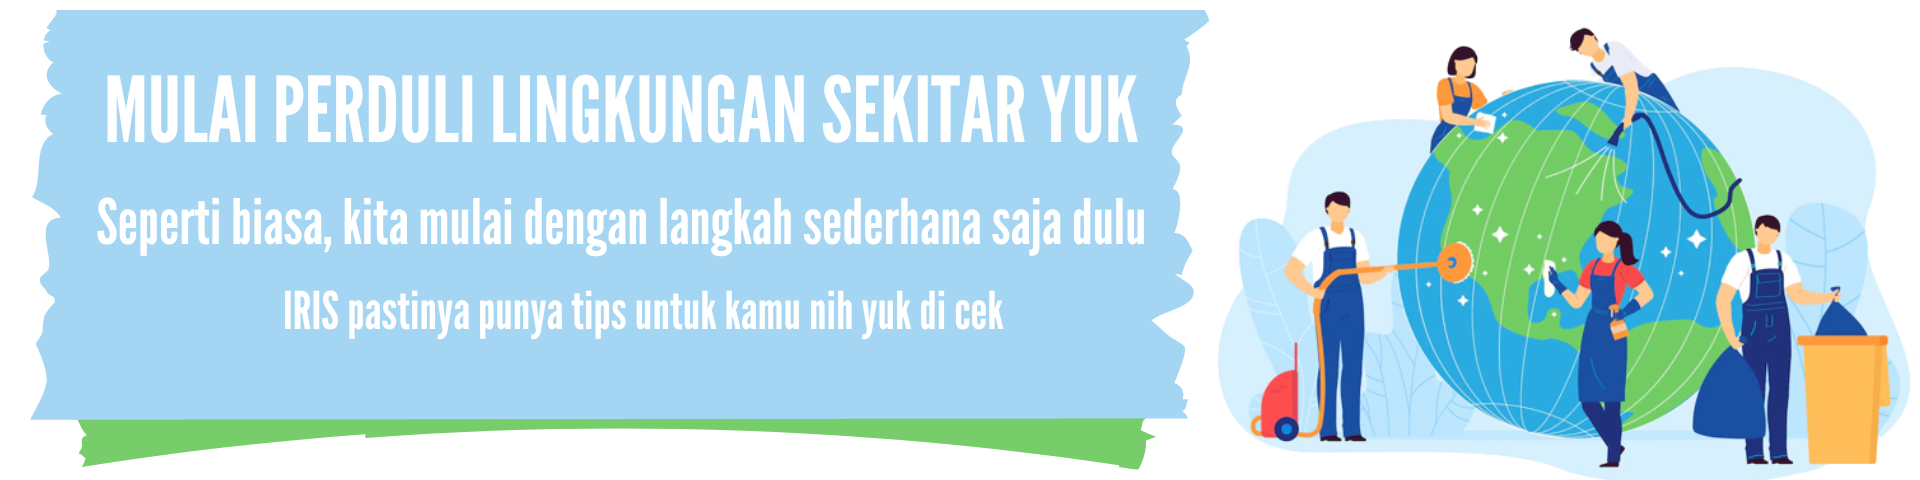 MULAI PERDULI LINGKUNGAN SEKITAR YUK
Seperti biasa, kita mulai dengan langkah sederhana saja dulu
IRIS pastinya punya tips untuk kamu nih yuk di cek